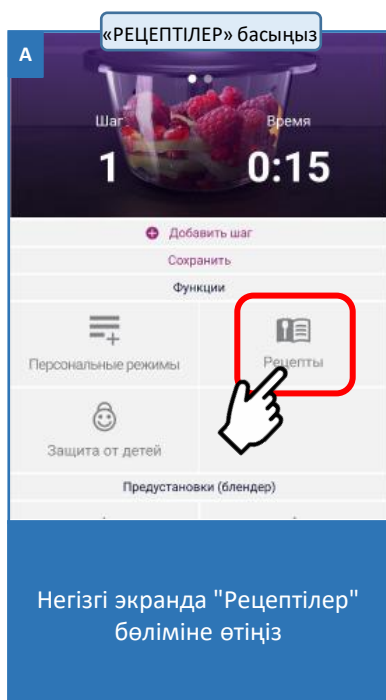 «РЕЦЕПТІЛЕР» басыңыз
A
Шаг
Время
1
0:15
Добавить шаг
Сохранить
Функции
Персональные режимы
Рецепты
Защита от детей
Предустановки (блендер)
Негізгі экранда "Рецептілер"
бөліміне өтіңіз